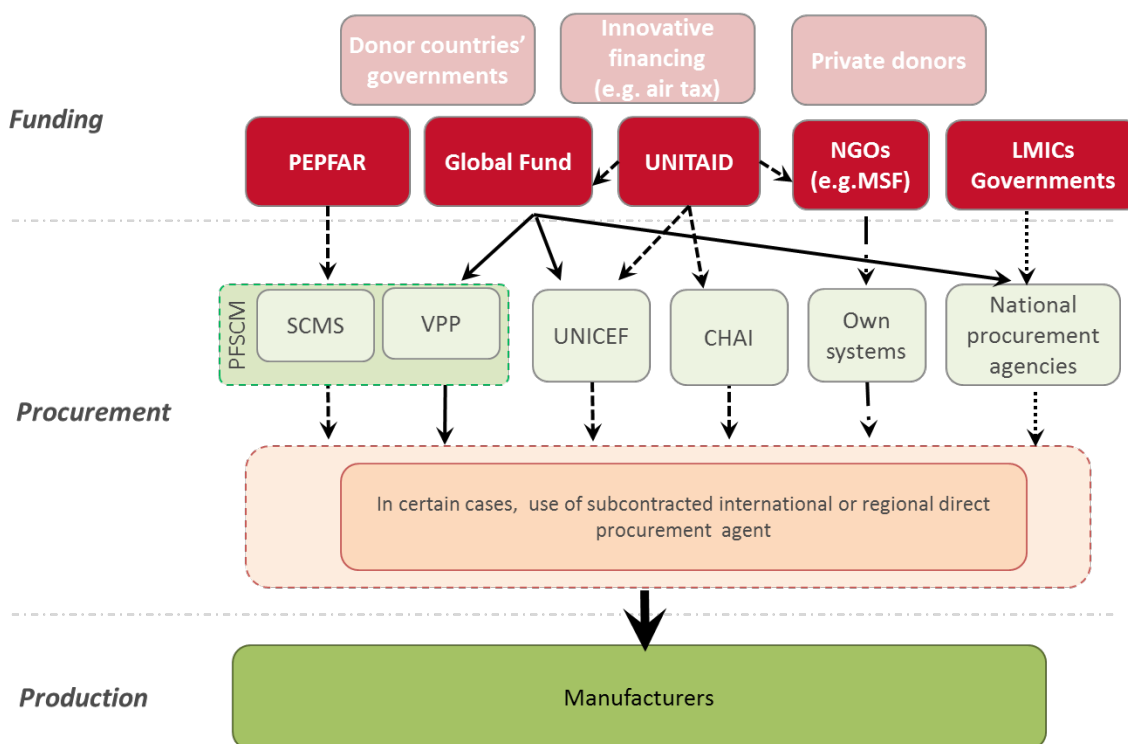 Donor countries'
governments
Innovative
financing
(e.g. air tax)
Private donors
Funding
PEPFAR
Global Fund
UNITAID
NGOs
(e.g.MSF)
LMICs
Governments
PFSCM
SCMS
VPP
UNICEF
CHAI
Own
systems
National
procurement
agencies
Procurement
In certain cases, use of subcontracted international or regional direct
procurement agent
Production
Manufacturers